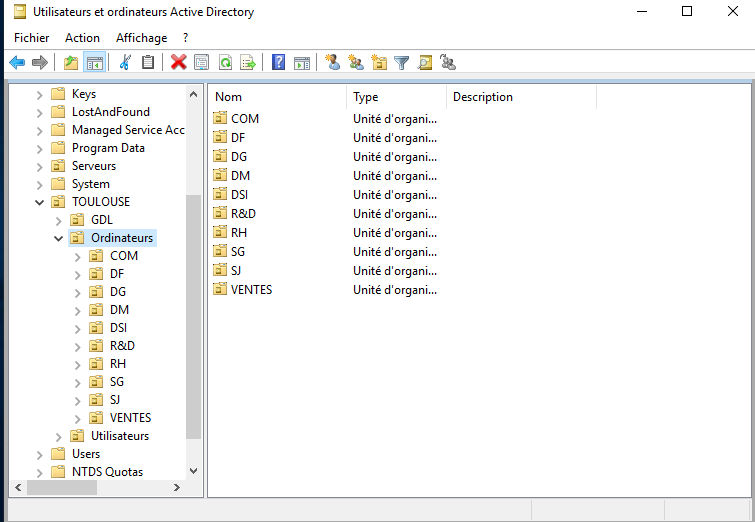 Utilisateurs et ordinateurs Active Directory
Fichier Action Affichage ?
Keys
LostAndFound
Managed Service Acc
Program Data
Serveurs
System
TOULOUSE
GDL
Ordinateurs
COM
DF
DG
DM
DSI
R&D
RH
SG
SJ
VENTES
Utilisateurs
Users
NTDS Quotas
Nom Type Description
COM Unité d'organi...
DF Unité d'organi...
DG Unité d'organi...
DM Unité d'organi...
DSI Unité d'organi...
R&D Unité d'organi...
RH Unité d'organi...
SG Unité d'organi...
SJ Unité d'organi...
VENTES Unité d'organi...